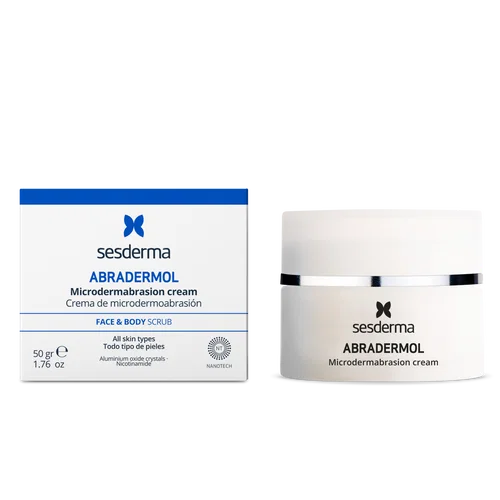 sesderma
ABRADERMOL
Microdermabrasion cream
Crema de microdermoabrasión
FACE & BODY SCRUB
All skin types
Todo tipo de pieles
Aluminium oxide crystals -
Nicotinamide
50 gr ℮
1.76 oz
NT
NANOTECH
sesderma
ABRADERMOL
Microdermabrasion cream